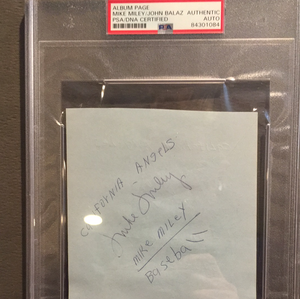 ALBUM PAGE
MIKE MILEY/JOHN BALAZ AUTHENTIC
PSA/DNA CERTIFIED AUTO
PSA 84301084
CALIFORNIA ANGELS
Mike Miley
MIKE MILEY
Baseball